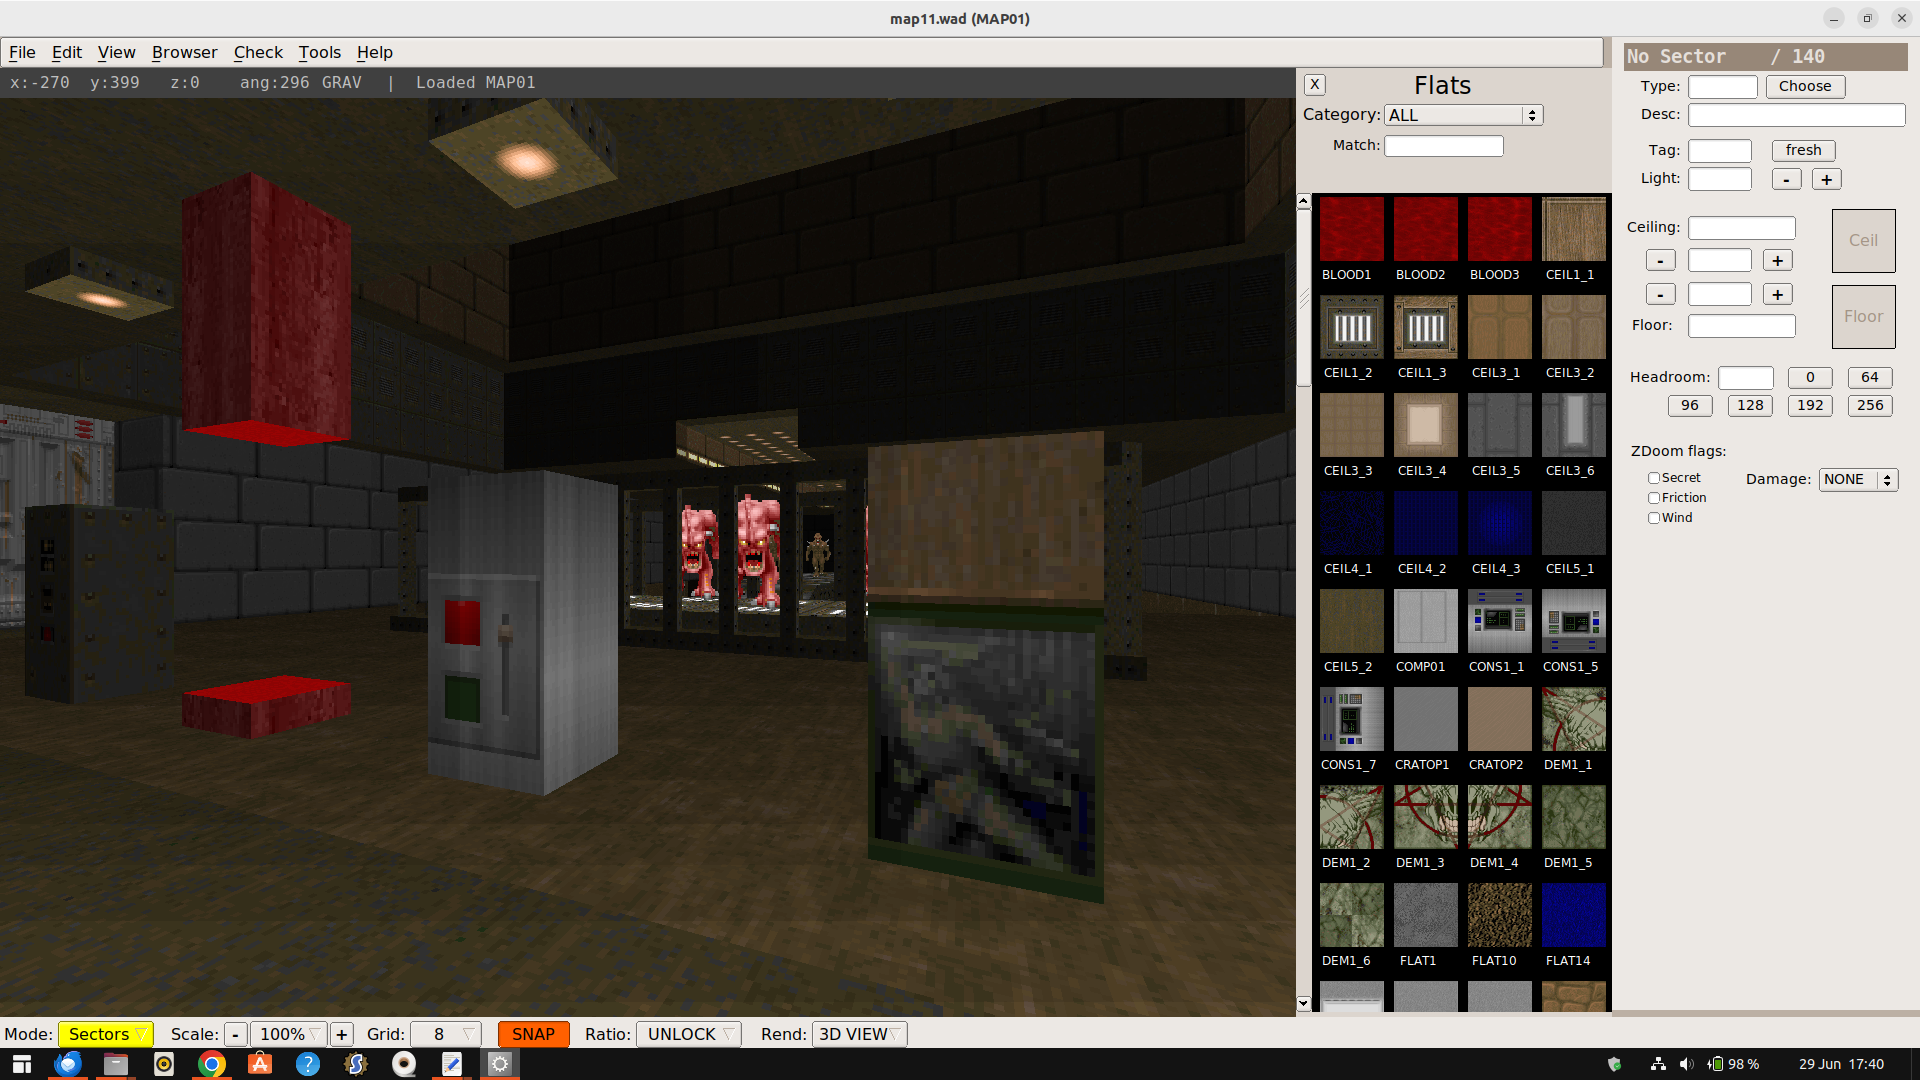 map11.wad (MAP01)
File Edit View Browser Check Tools Help
x:-270 y:399 z:0 ang:296 GRAV | Loaded MAP01
X Flats
Category: ALL
Match:
BLOOD1 BLOOD2 BLOOD3 CEIL1_1
CEIL1_2 CEIL1_3 CEIL3_1 CEIL3_2
CEIL3_3 CEIL3_4 CEIL3_5 CEIL3_6
CEIL4_1 CEIL4_2 CEIL4_3 CEIL5_1
CEIL5_2 COMP01 CONS1_1 CONS1_5
CONS1_7 CRATOP1 CRATOP2 DEM1_1
DEM1_2 DEM1_3 DEM1_4 DEM1_5
DEM1_6 FLAT1 FLAT10 FLAT14
No Sector / 140
Type: Choose
Desc:
Tag: fresh
Light: - +
Ceiling: Ceil
- +
- +
Floor: Floor
Headroom: 0 64
96 128 192 256
ZDoom flags:
Secret Damage: NONE
Friction
Wind
Mode: Sectors Scale: - 100% + Grid: 8 SNAP Ratio: UNLOCK Rend: 3D VIEW
98 % 29 Jun 17:40